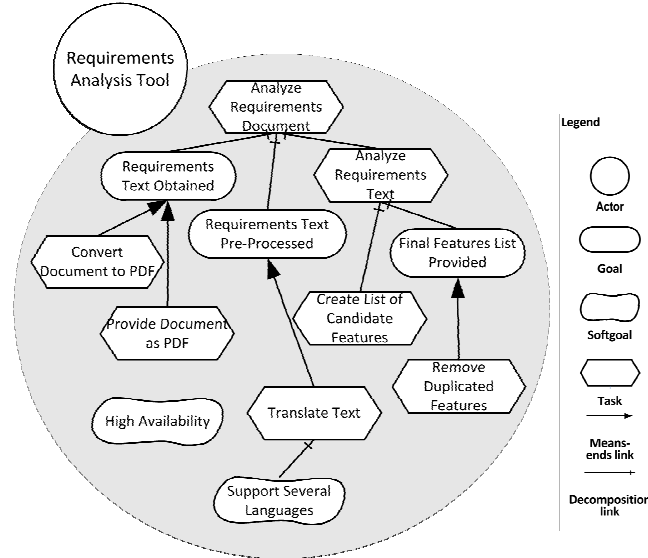 Requirements
Analysis Tool
Analyze
Requirements
Document
Requirements
Text Obtained
Analyze
Requirements
Text
Requirements Text
Pre-Processed
Final Features List
Provided
Convert
Document to PDF
Provide Document
as PDF
Create List of
Candidate
Features
Remove
Duplicated
Features
High Availability
Translate Text
Support Several
Languages
Legend
Actor
Goal
Softgoal
Task
Means-
ends link
Decomposition
link